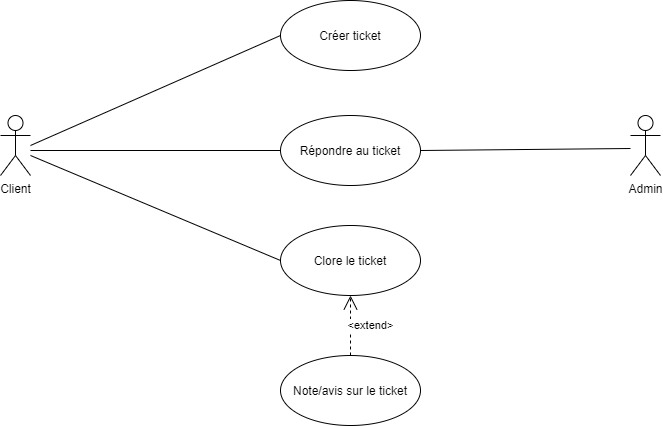 Créer ticket
Répondre au ticket
Client
Admin
Clore le ticket
<extend>
Note/avis sur le ticket